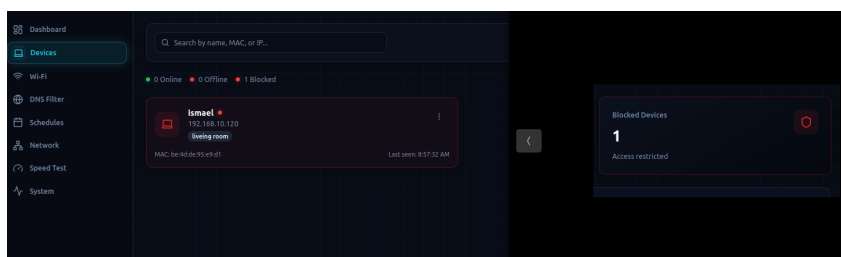 Dashboard
Devices
Wi-Fi
DNS Filter
Schedules
Network
Speed Test
System
Search by name, MAC, or IP...
0 Online 0 Offline 1 Blocked
ismael
192.168.10.120
liveing room
MAC: be:4d:de:95:e9:d1 Last seen: 8:57:32 AM
Blocked Devices
1
Access restricted